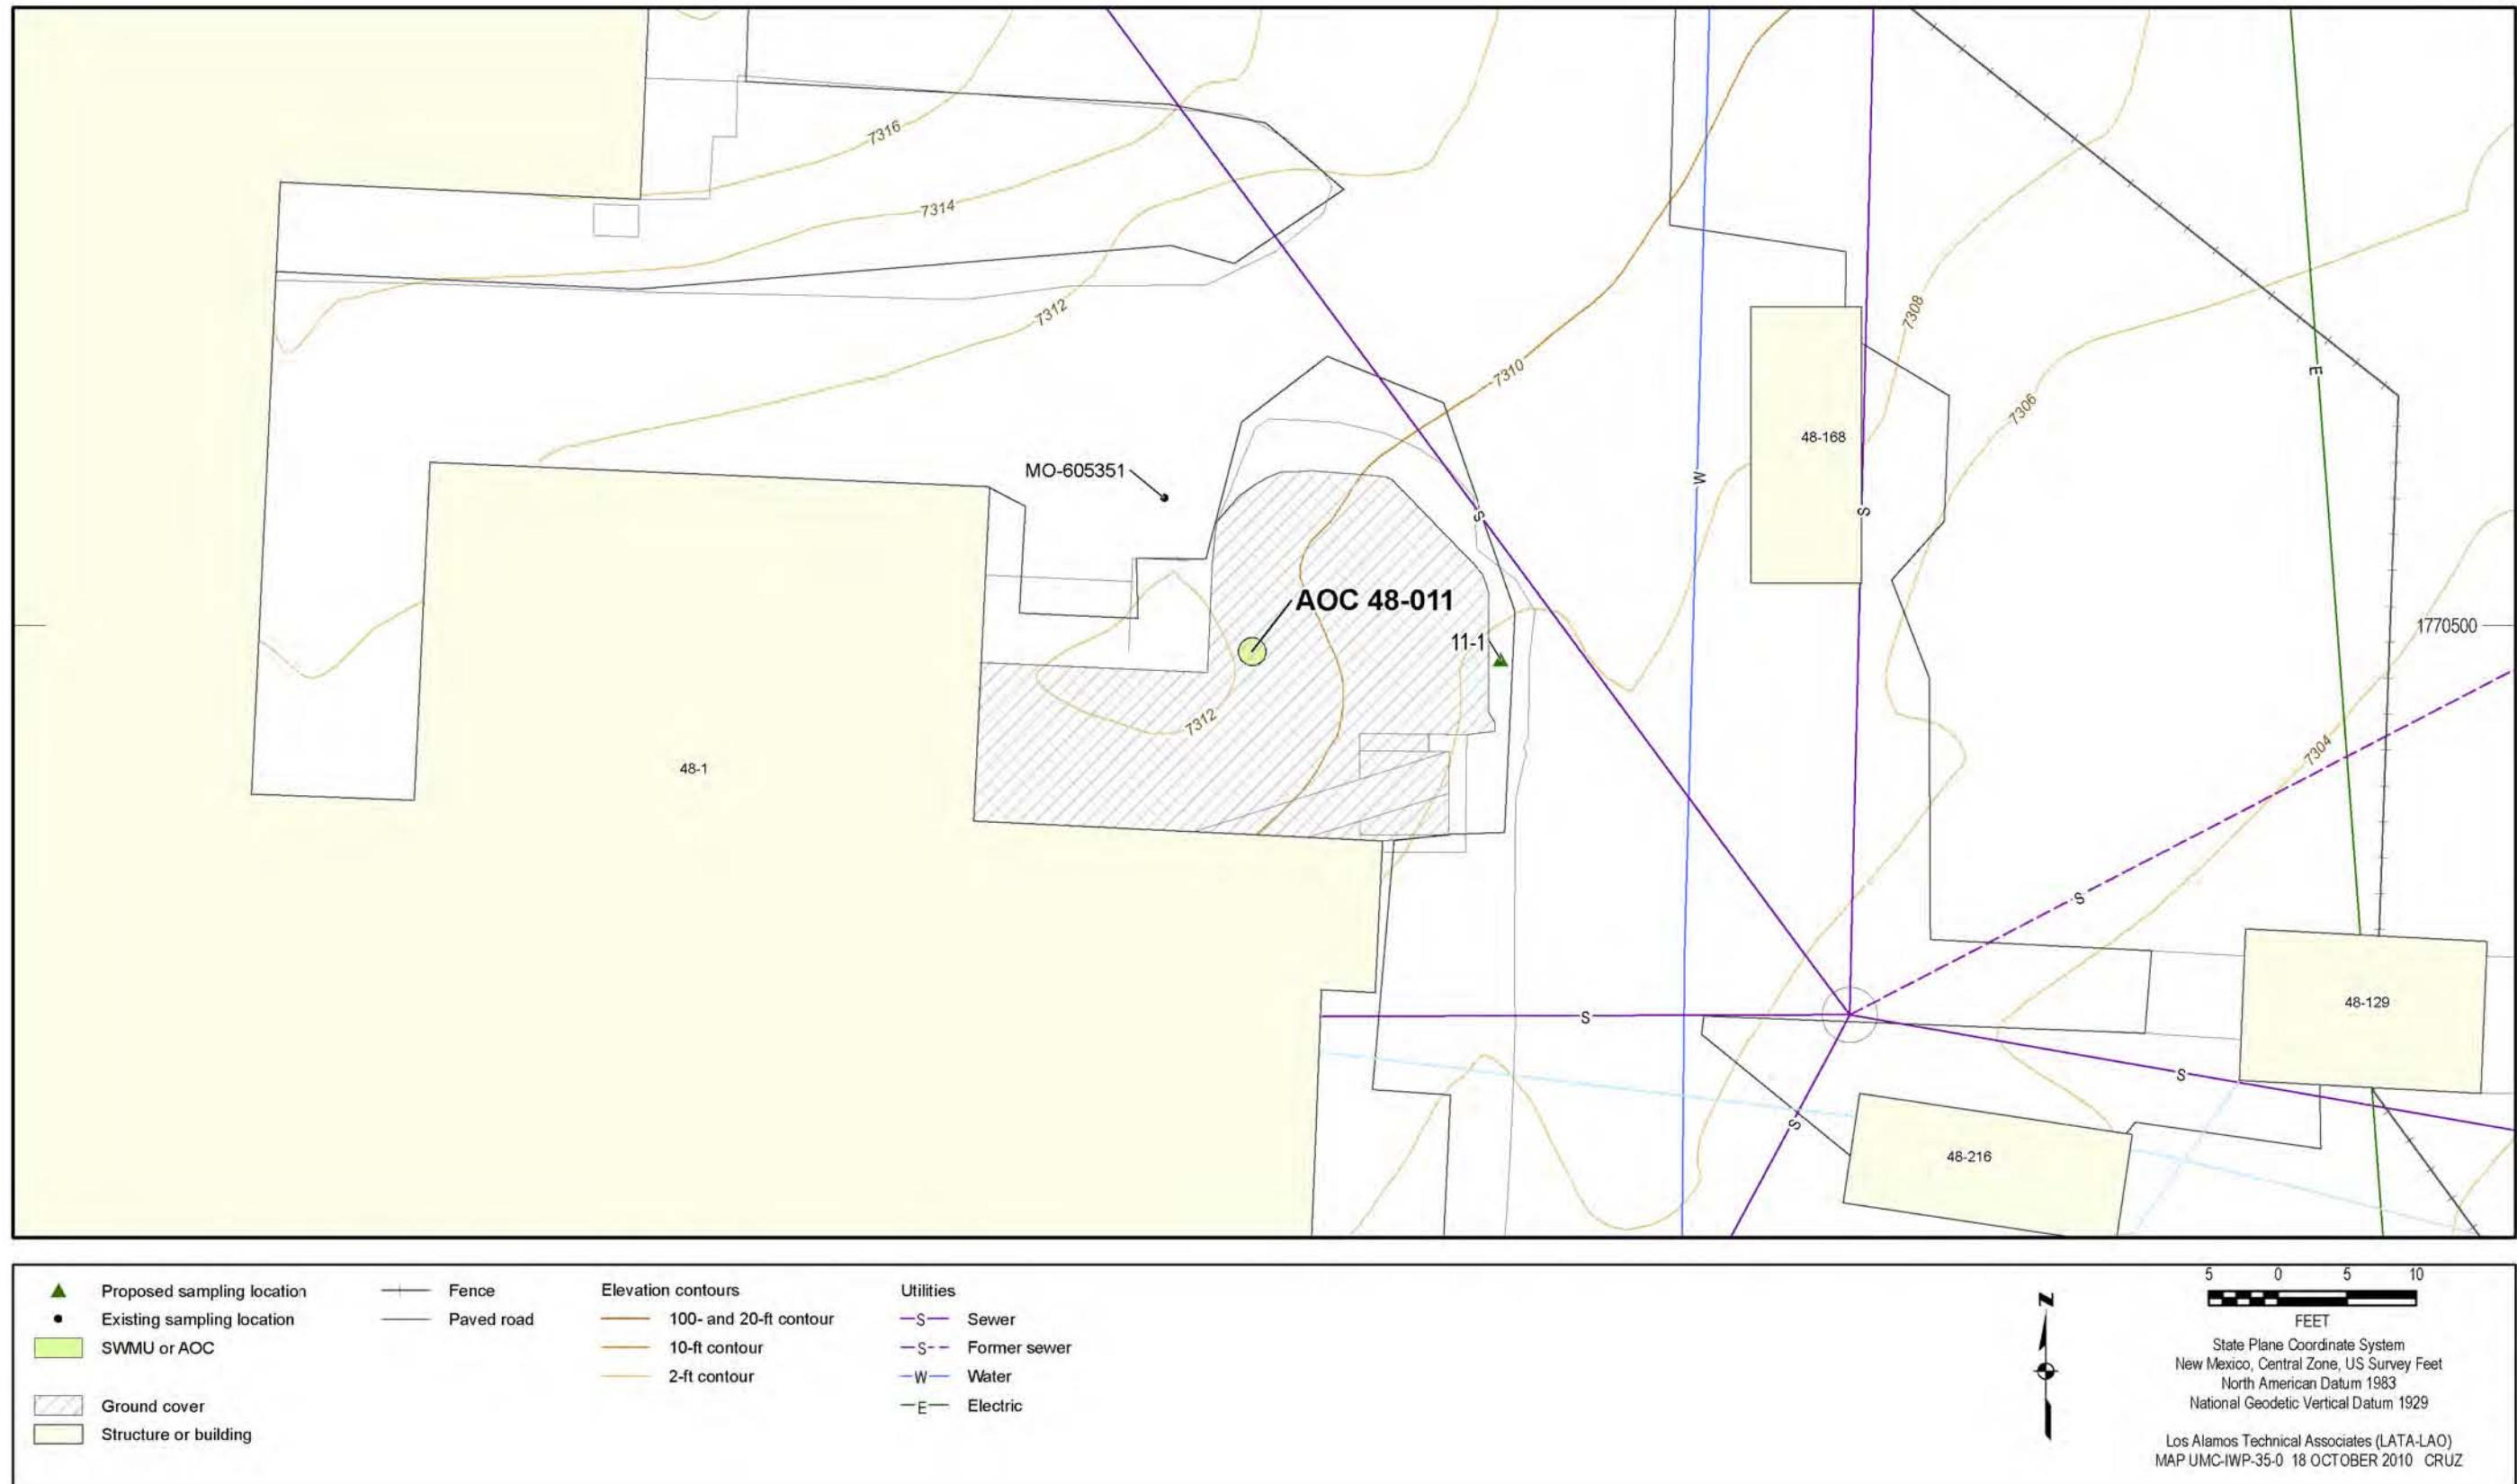 7316
7314
7312
7308
7310
7306
E
48-168
MO-605351
W
S
S
AOC 48-011
1770500
11-1
7312
7304
48-1
S
48-129
S
S
S
48-216
Proposed sampling location
Existing sampling location
SWMU or AOC
Ground cover
Structure or building
Fence
Paved road
Elevation contours
100- and 20-ft contour
10-ft contour
2-ft contour
Utilities
S Sewer
S Former sewer
W Water
E Electric
N
5 0 5 10
FEET
State Plane Coordinate System
New Mexico, Central Zone, US Survey Feet
North American Datum 1983
National Geodetic Vertical Datum 1929
Los Alamos Technical Associates (LATA-LAO)
MAP UMC-IWP-35-0 18 OCTOBER 2010 CRUZ